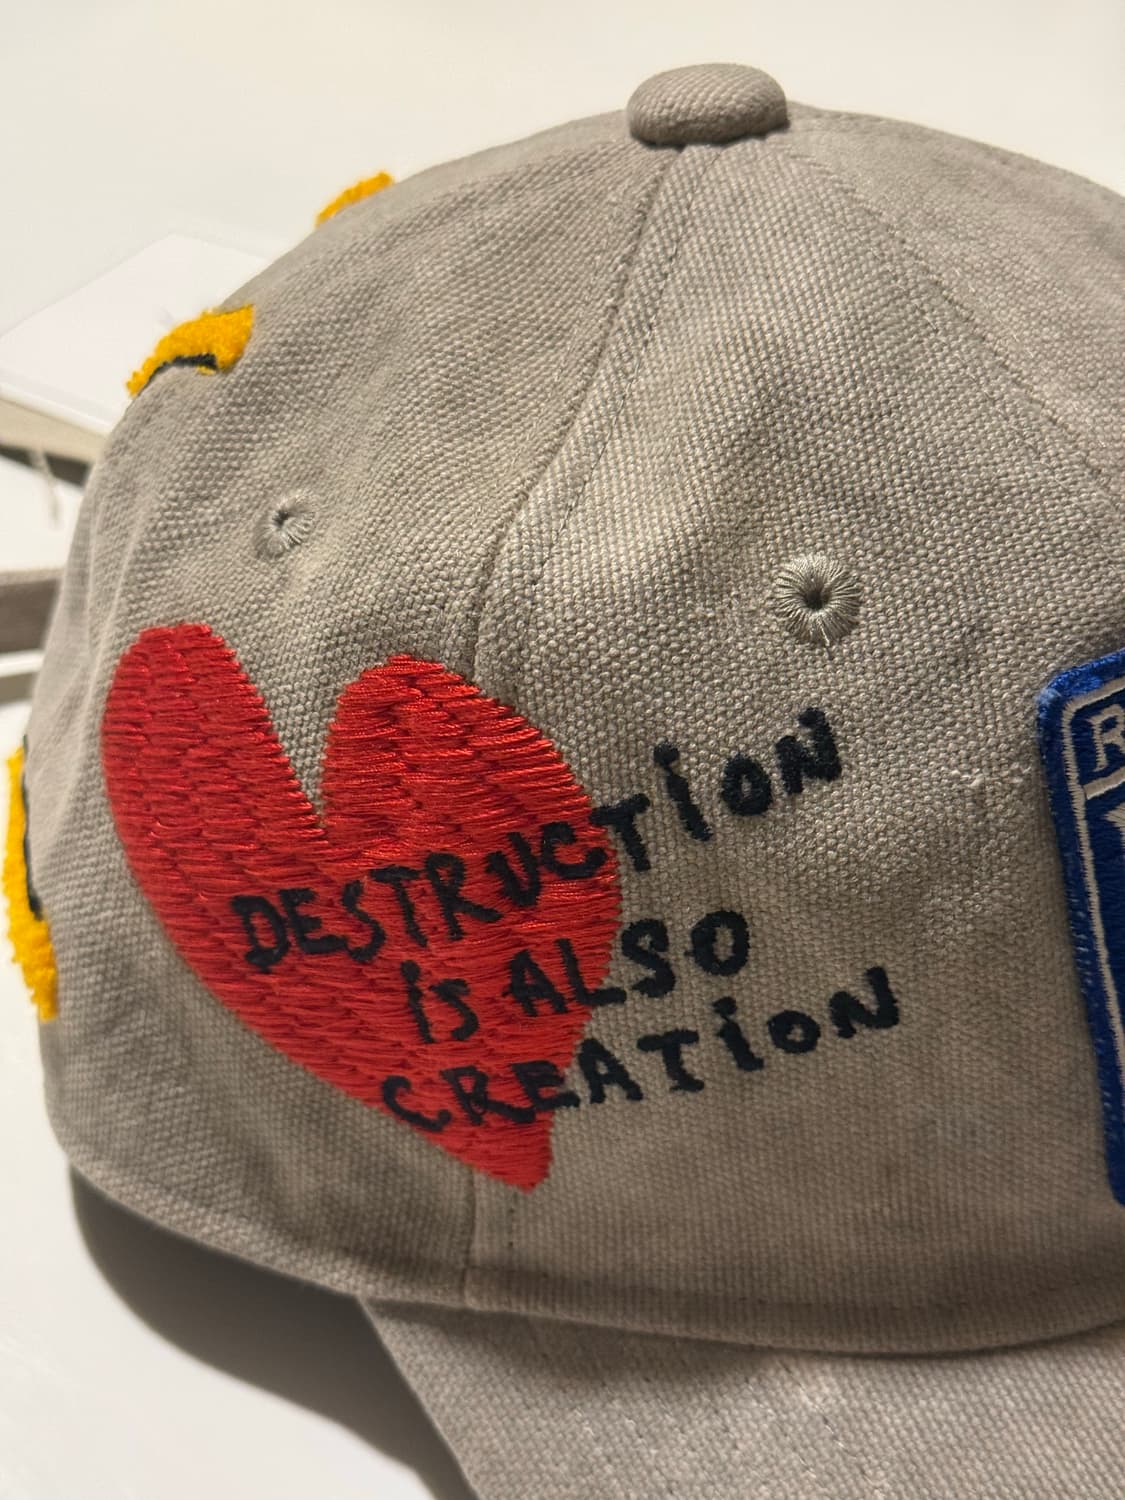 DESTRUCTiON
iS ALSO
CREATiON
R